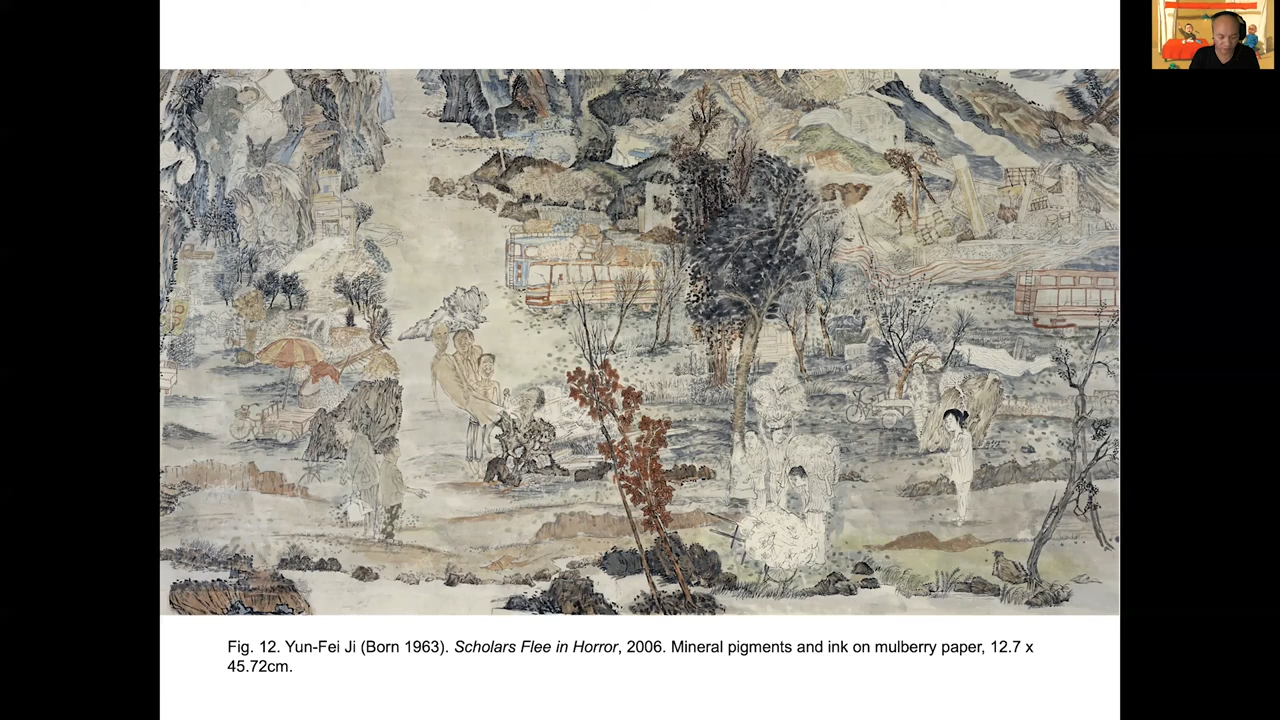 Fig. 12. Yun-Fei Ji (Born 1963). Scholars Flee in Horror, 2006. Mineral pigments and ink on mulberry paper, 12.7 x
45.72cm.